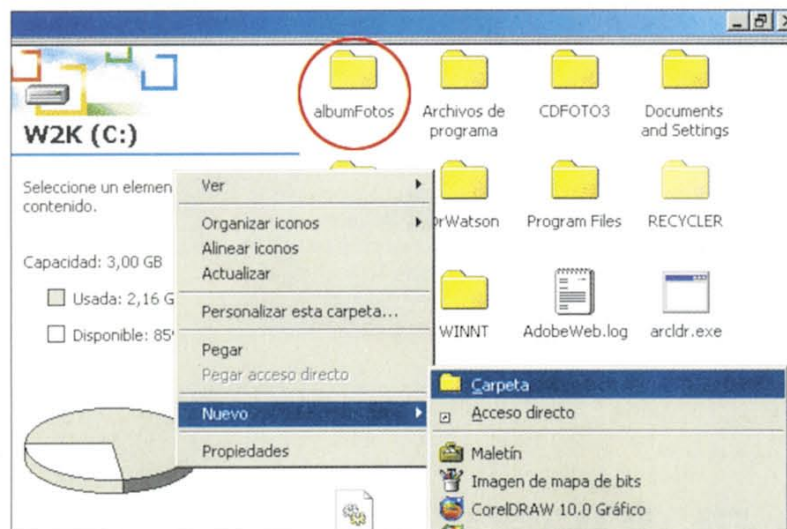 albumFotos
Archivos de
programa
CDFOTO3
Documents
and Settings
W2K (C:)
Seleccione un elemen
contenido.
Capacidad: 3,00 GB
Usada: 2,16 G
Disponible: 85
Ver
Organizar iconos
Alinear iconos
Actualizar
Personalizar esta carpeta...
Pegar
Pegar acceso directo
Nuevo
Propiedades
rWatson
Program Files
RECYCLER
WINNT
AdobeWeb.log
arcldr.exe
Carpeta
Acceso directo
Maletín
Imagen de mapa de bits
CorelDRAW 10.0 Gráfico